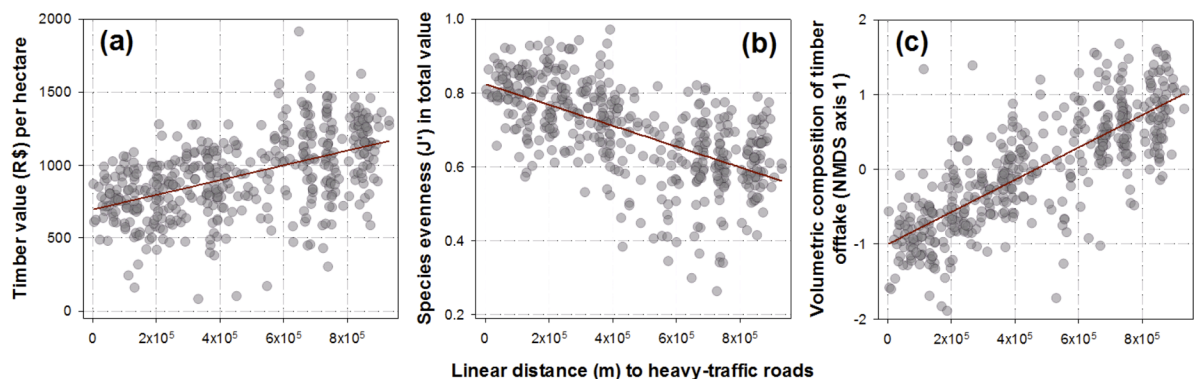 (a)
Timber value (R$) per hectare
2000
1500
1000
500
0
0
2x10⁵
4x10⁵
6x10⁵
8x10⁵
(b)
Species evenness (J') in total value
1.0
0.8
0.6
0.4
0.2
0
2x10⁵
4x10⁵
6x10⁵
8x10⁵
(c)
Volumetric composition of timber
offtake (NMDS axis 1)
2
1
0
-1
-2
0
2x10⁵
4x10⁵
6x10⁵
8x10⁵
Linear distance (m) to heavy-traffic roads